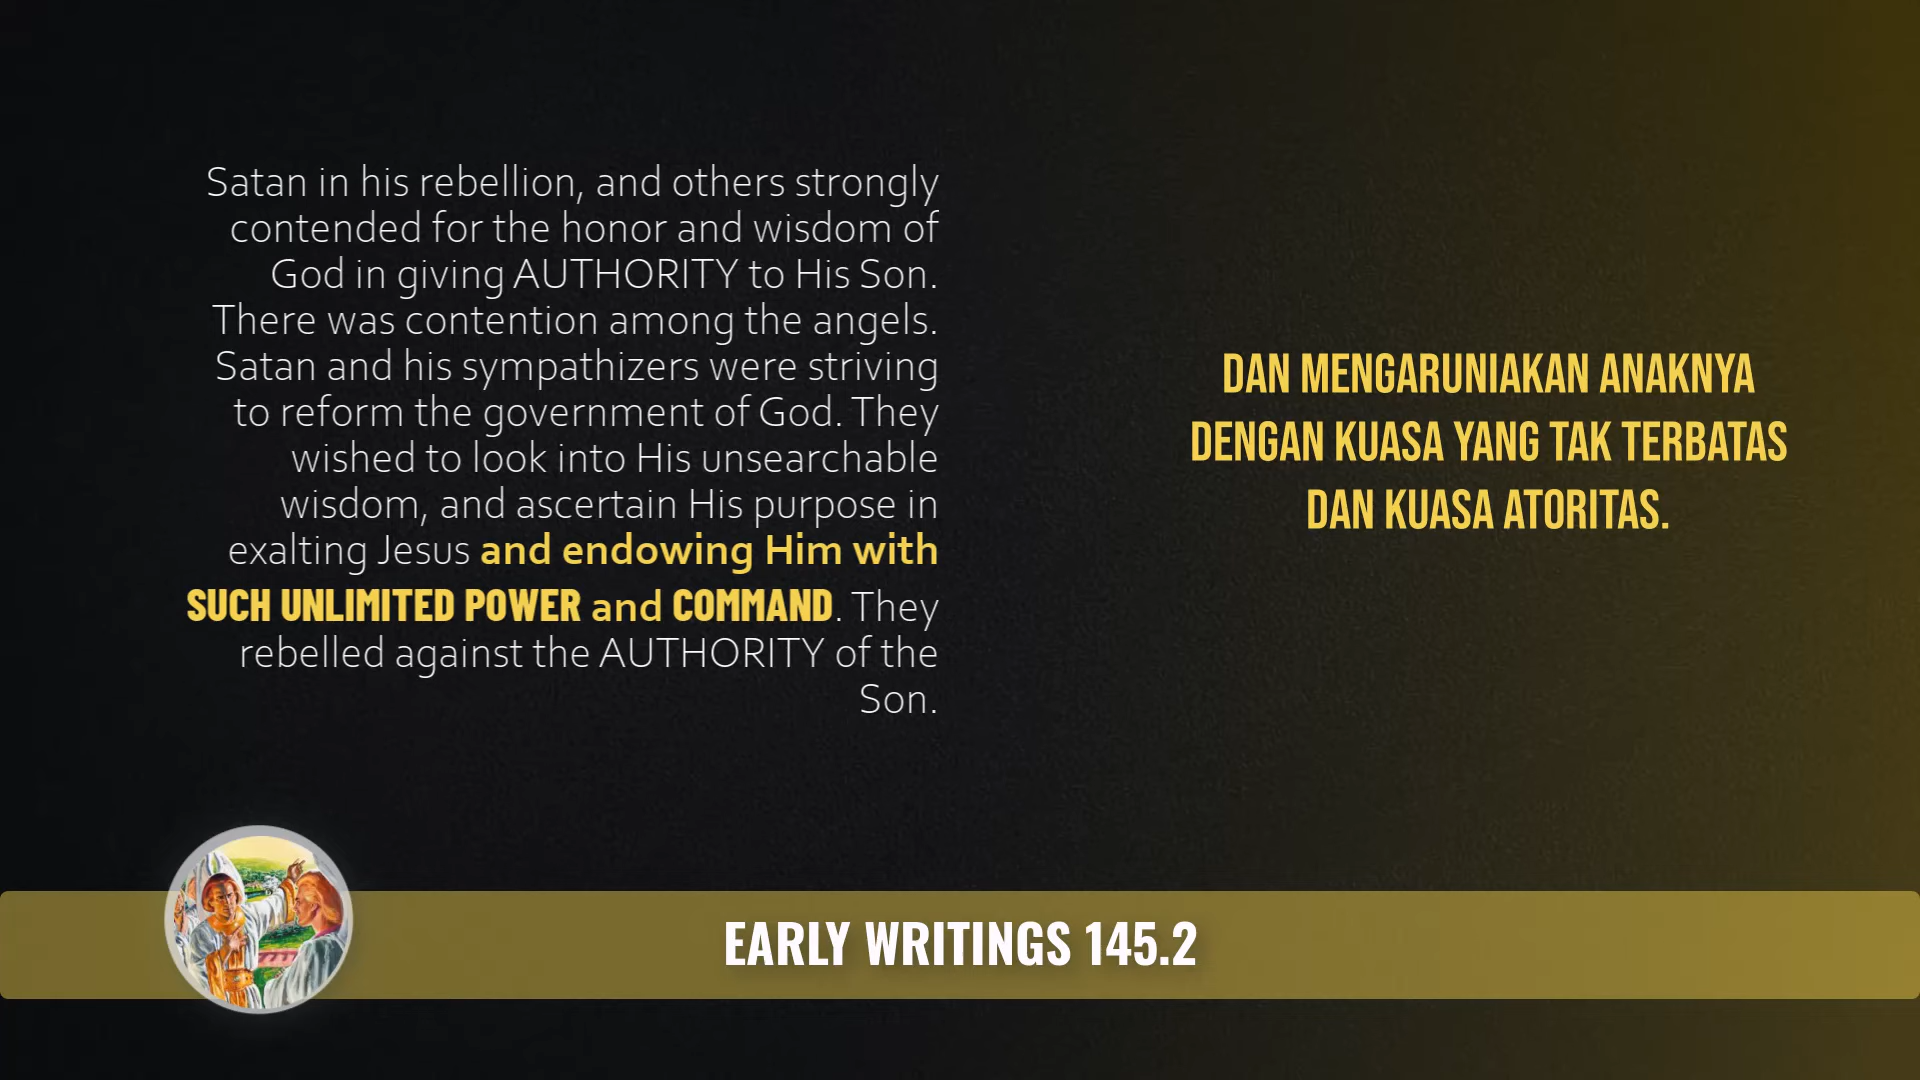 Satan in his rebellion, and others strongly
contended for the honor and wisdom of
God in giving AUTHORITY to His Son.
There was contention among the angels.
Satan and his sympathizers were striving
to reform the government of God. They
wished to look into His unsearchable
wisdom, and ascertain His purpose in
exalting Jesus and endowing Him with
SUCH UNLIMITED POWER and COMMAND. They
rebelled against the AUTHORITY of the
Son.
DAN MENGARUNIAKAN ANAKNYA
DENGAN KUASA YANG TAK TERBATAS
DAN KUASA ATORITAS.
EARLY WRITINGS 145.2